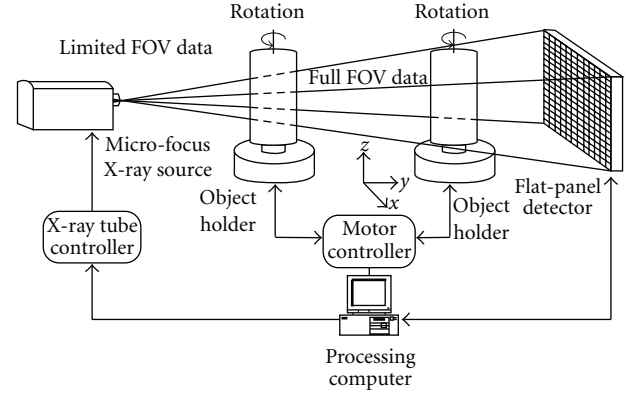 Rotation
Rotation
Limited FOV data
Full FOV data
Micro-focus
X-ray source
z
y
x
Object
holder
Object
holder
Flat-panel
detector
X-ray tube
controller
Motor
controller
Processing
computer